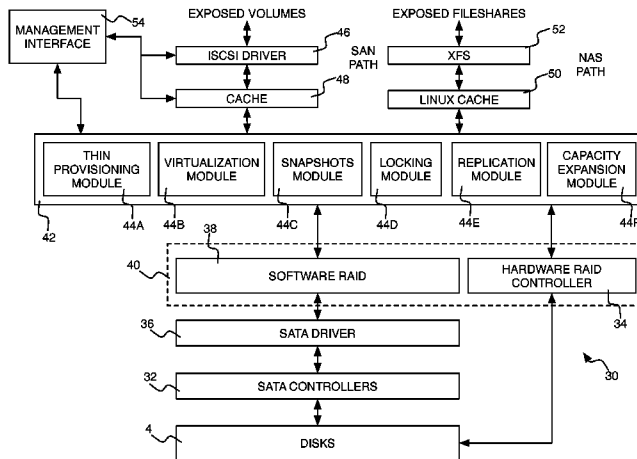 54
MANAGEMENT
INTERFACE
EXPOSED VOLUMES
EXPOSED FILESHARES
46
52
ISCSI DRIVER
SAN
PATH
XFS
NAS
PATH
48
50
CACHE
LINUX CACHE
THIN
PROVISIONING
MODULE
VIRTUALIZATION
MODULE
SNAPSHOTS
MODULE
LOCKING
MODULE
REPLICATION
MODULE
CAPACITY
EXPANSION
MODULE
42
44A
44B
44C
44D
44E
44F
38
40
SOFTWARE RAID
HARDWARE RAID
CONTROLLER
36
34
SATA DRIVER
32
30
SATA CONTROLLERS
4
DISKS